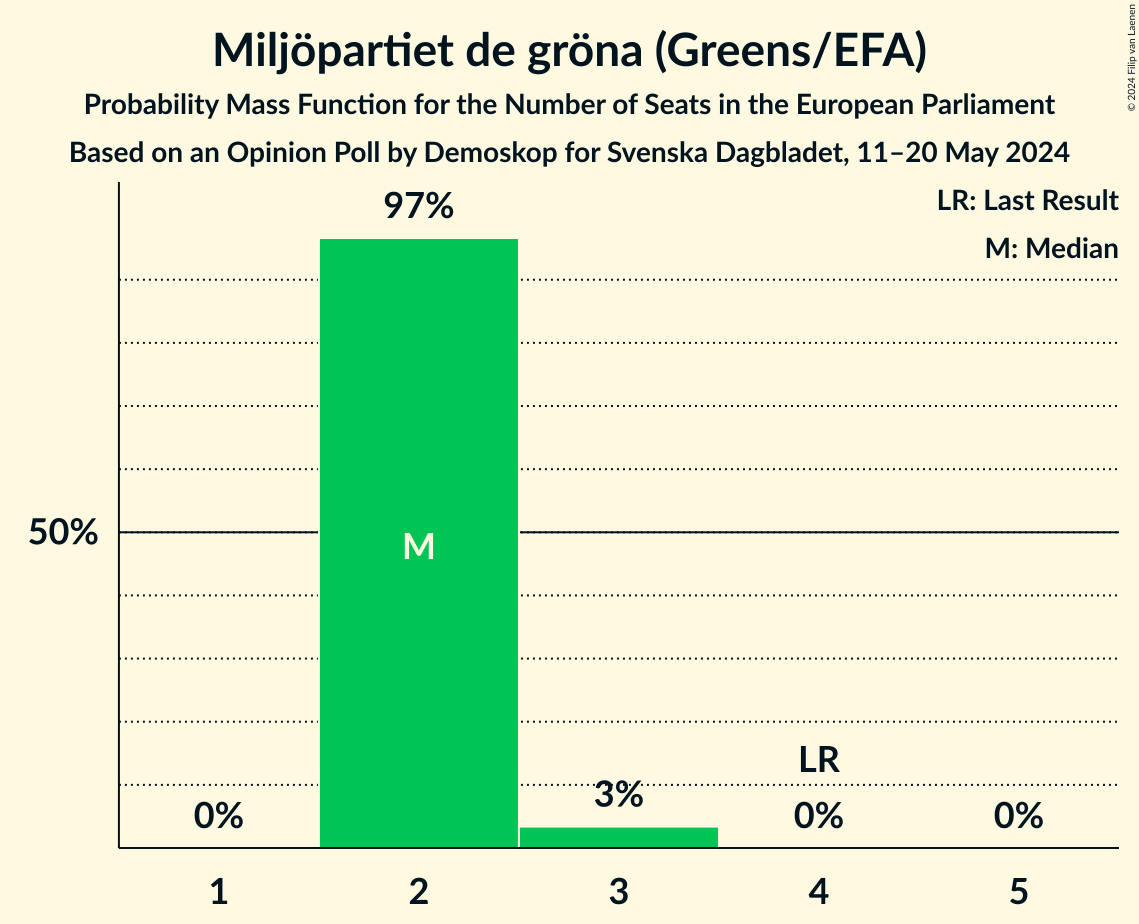 Miljöpartiet de gröna (Greens/EFA)
Probability Mass Function for the Number of Seats in the European Parliament
Based on an Opinion Poll by Demoskop for Svenska Dagbladet, 11–20 May 2024
© 2024 Filip van Laenen
LR: Last Result
M: Median
97%
50%
M
LR
0%
3%
0%
0%
1
2
3
4
5